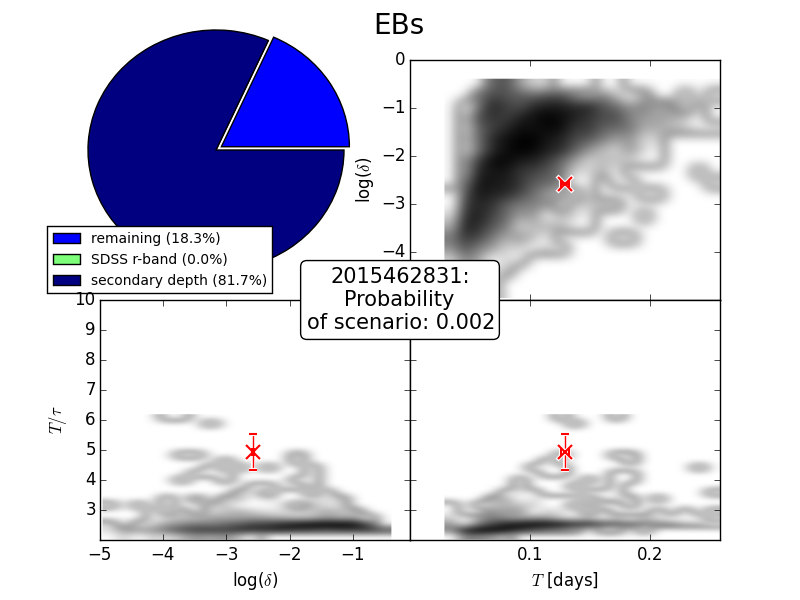 EBs
remaining (18.3%)
SDSS r-band (0.0%)
secondary depth (81.7%)
0
−1
−2
−3
−4
log(δ)
2015462831:
Probability
of scenario: 0.002
10
9
8
7
6
5
4
3
T/τ
−5 −4 −3 −2 −1
log(δ)
0.1 0.2
T [days]